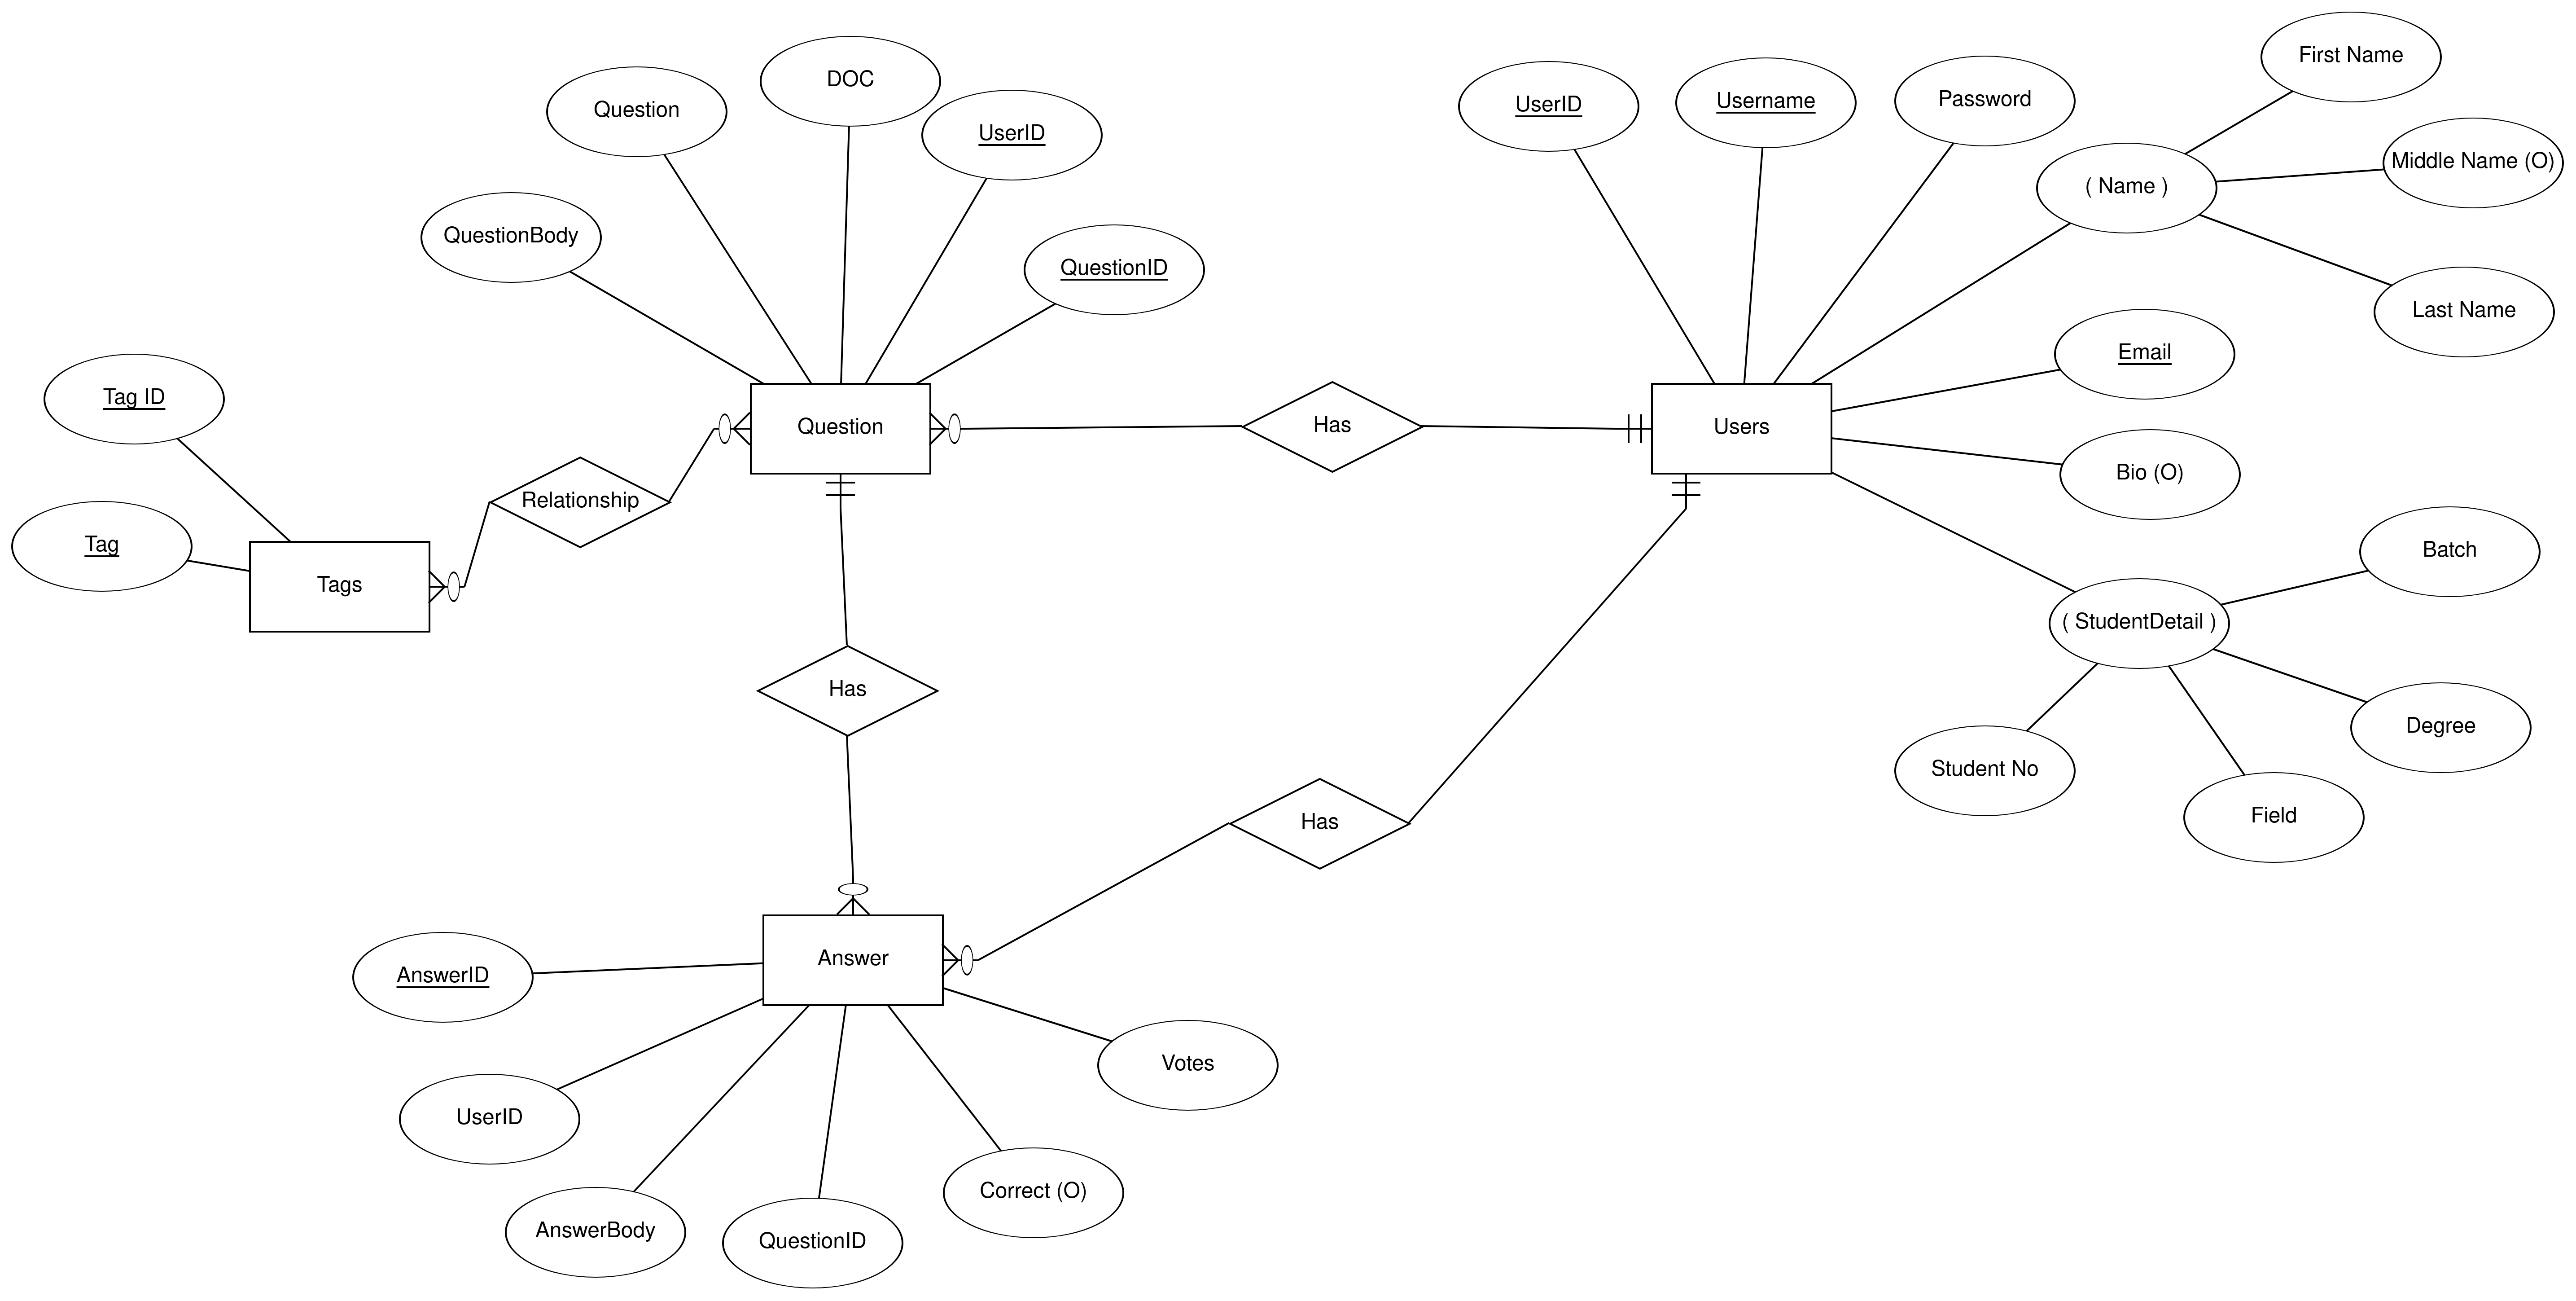 First Name
DOC
Question
UserID
UserID
Username
Password
Middle Name (O)
( Name )
QuestionBody
QuestionID
Last Name
Email
Tag ID
Question
Has
Users
Bio (O)
Relationship
Tag
Tags
Batch
( StudentDetail )
Has
Degree
Student No
Field
Has
Answer
AnswerID
Votes
UserID
Correct (O)
AnswerBody
QuestionID